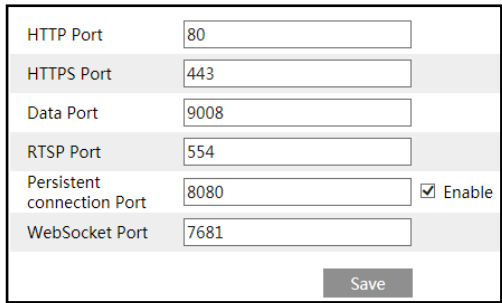 HTTP Port 80
HTTPS Port 443
Data Port 9008
RTSP Port 554
Persistent
connection Port 8080 Enable
WebSocket Port 7681
Save